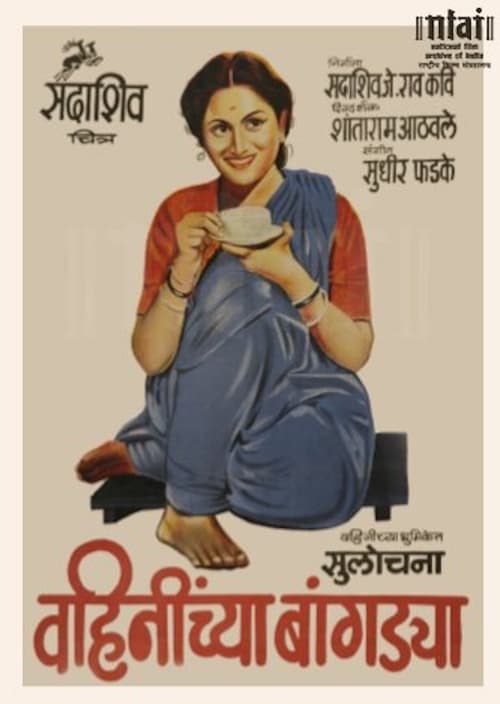 nfai
national film
archive of india
राष्ट्रीय फिल्म संग्रहालय
सदाशिव
चित्र
निर्माता
सदाशिव जे. राव कवि
दिग्दर्शक
शांताराम आठवले
संगीत
सुधीर फडके
वहिनींच्या भुमिकेत
सुलोचना
वहिनींच्या बांगड्या